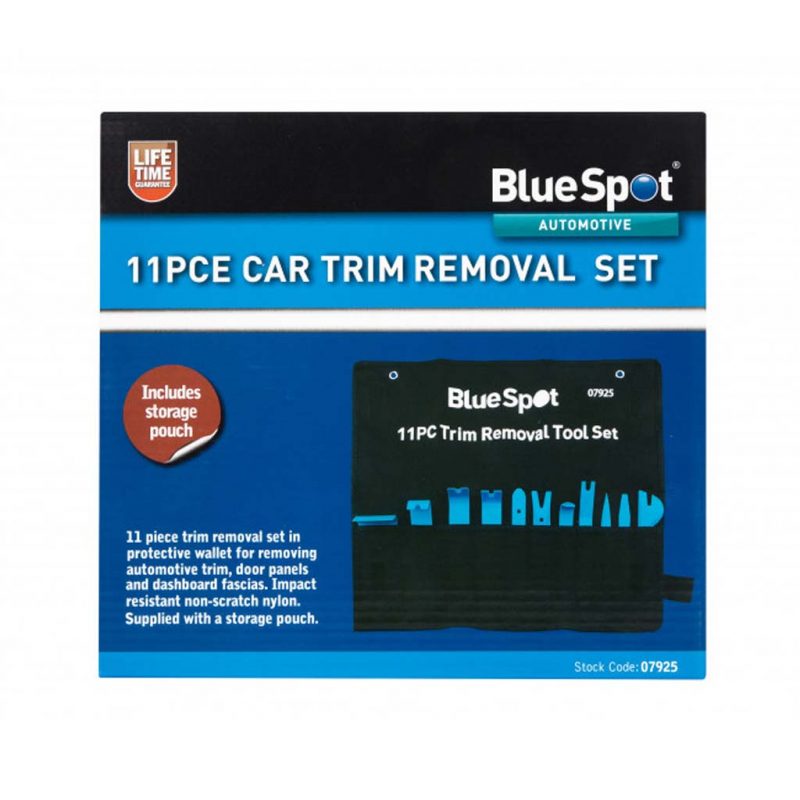 LIFE
TIME
GUARANTEE
BlueSpot®
AUTOMOTIVE
11PCE CAR TRIM REMOVAL SET
Includes
storage
pouch
BlueSpot 07925
11PC Trim Removal Tool Set
11 piece trim removal set in
protective wallet for removing
automotive trim, door panels
and dashboard fascias. Impact
resistant non-scratch nylon.
Supplied with a storage pouch.
Stock Code: 07925